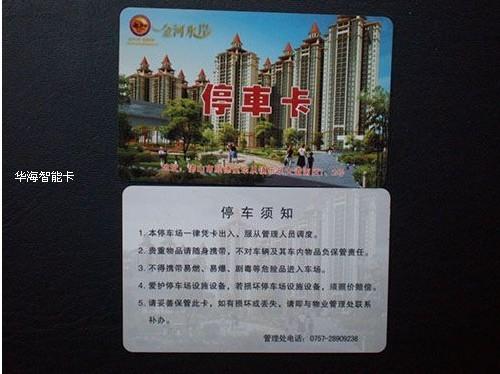 金河水岸
停車卡
华海智能卡
停车须知
1. 本停车场一律凭卡出入，服从管理人员调度。
2. 贵重物品请随身携带，不对车辆及其车内物品负保管责任。
3. 不得携带易燃、易爆、剧毒等危险品进入车场。
4. 爱护停车场设施设备，若损坏停车场设施设备，须照价赔偿。
5. 请妥善保管此卡，如有损坏或丢失，请即与物业管理处联系
补办。
管理处电话：0757-28909238